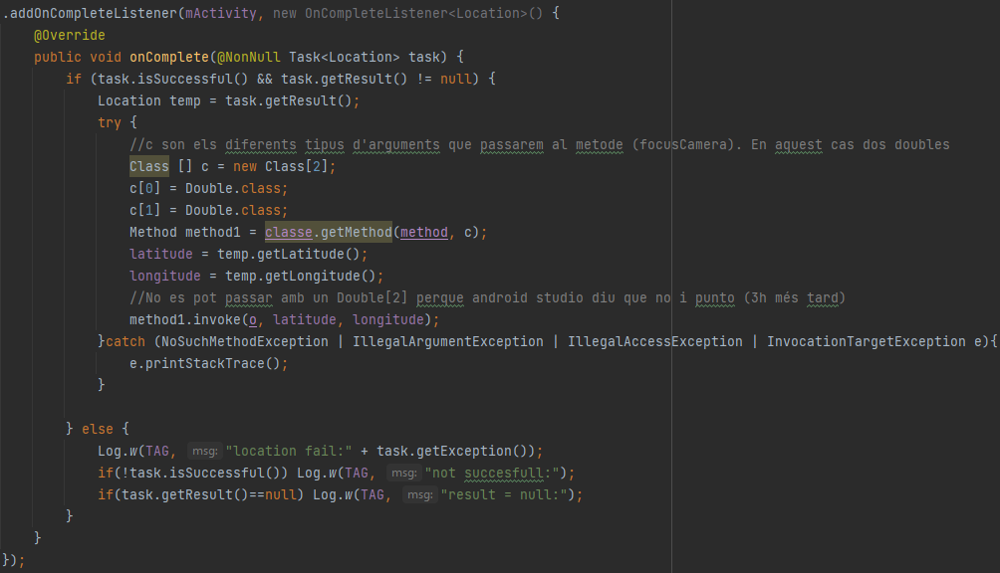 .addOnCompleteListener(mActivity, new OnCompleteListener<Location>() {
@Override
public void onComplete(@NonNull Task<Location> task) {
if (task.isSuccessful() && task.getResult() != null) {
Location temp = task.getResult();
try {
//c son els diferents tipus d'arguments que passarem al metode (focusCamera). En aquest cas dos doubles
Class [] c = new Class[2];
c[0] = Double.class;
c[1] = Double.class;
Method method1 = classe.getMethod(method, c);
latitude = temp.getLatitude();
longitude = temp.getLongitude();
//No es pot passar amb un Double[2] perque android studio diu que no i punto (3h més tard)
method1.invoke(o, latitude, longitude);
}catch (NoSuchMethodException | IllegalArgumentException | IllegalAccessException | InvocationTargetException e){
e.printStackTrace();
}
} else {
Log.w(TAG, msg: "location fail:" + task.getException());
if(!task.isSuccessful()) Log.w(TAG, msg: "not succesfull:");
if(task.getResult()==null) Log.w(TAG, msg: "result = null:");
}
}
});